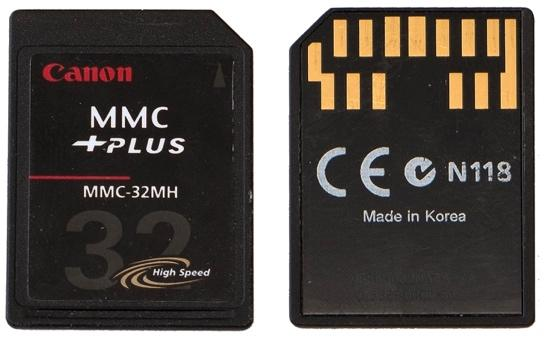 Canon
MMC
+PLUS
MMC-32MH
32
High Speed
CE N118
Made in Korea